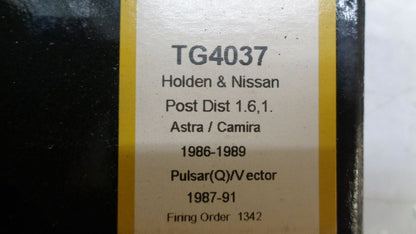 TG4037
Holden & Nissan
Post Dist 1.6,1.
Astra / Camira
1986-1989
Pulsar(Q)/Vector
1987-91
Firing Order 1342